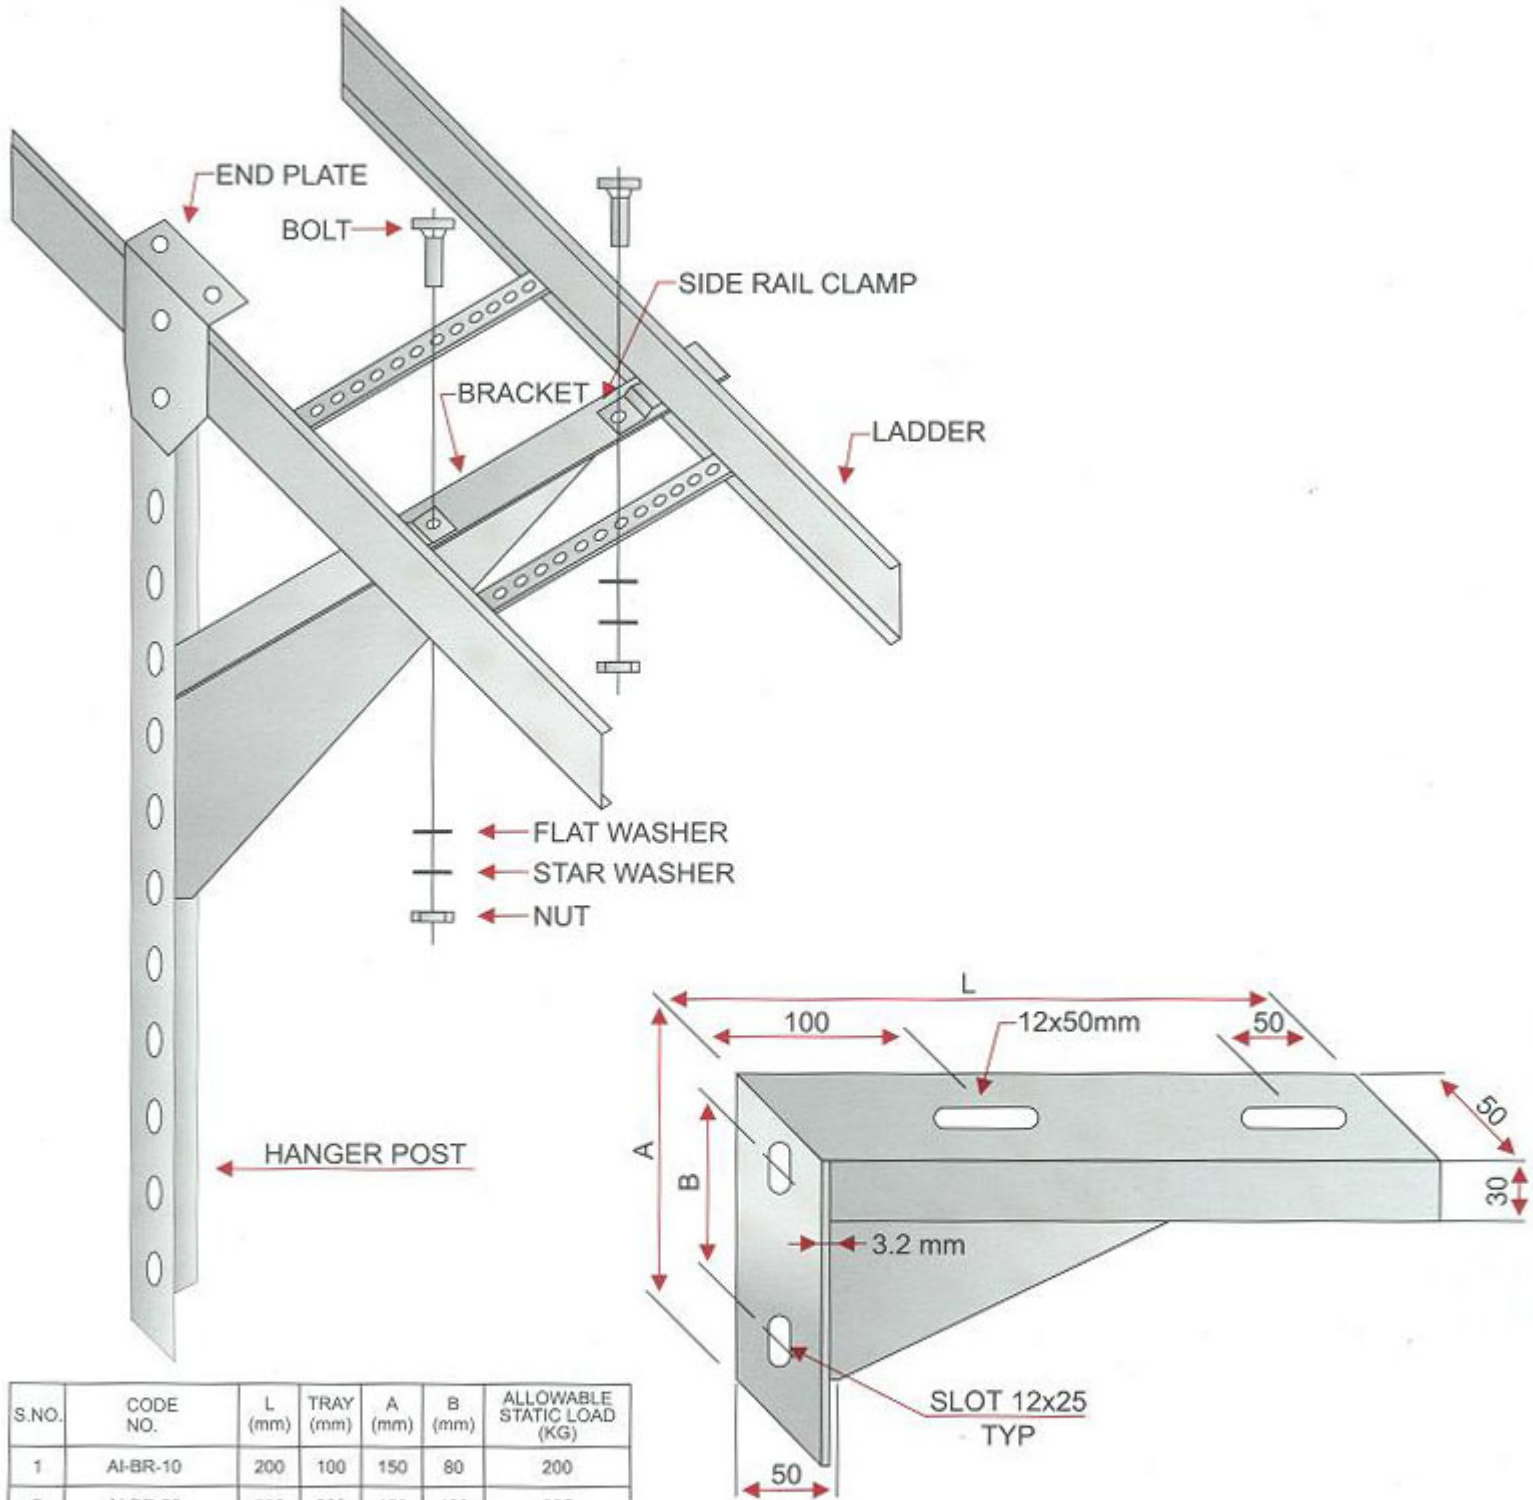 END PLATE
BOLT
SIDE RAIL CLAMP
BRACKET
LADDER
FLAT WASHER
STAR WASHER
NUT
HANGER POST
L
100
12x50mm
50
50
A
B
30
3.2 mm
SLOT 12x25
TYP
50
S.NO. CODE NO. L (mm) TRAY (mm) A (mm) B (mm) ALLOWABLE STATIC LOAD (KG)
1 AI-BR-10 200 100 150 80 200